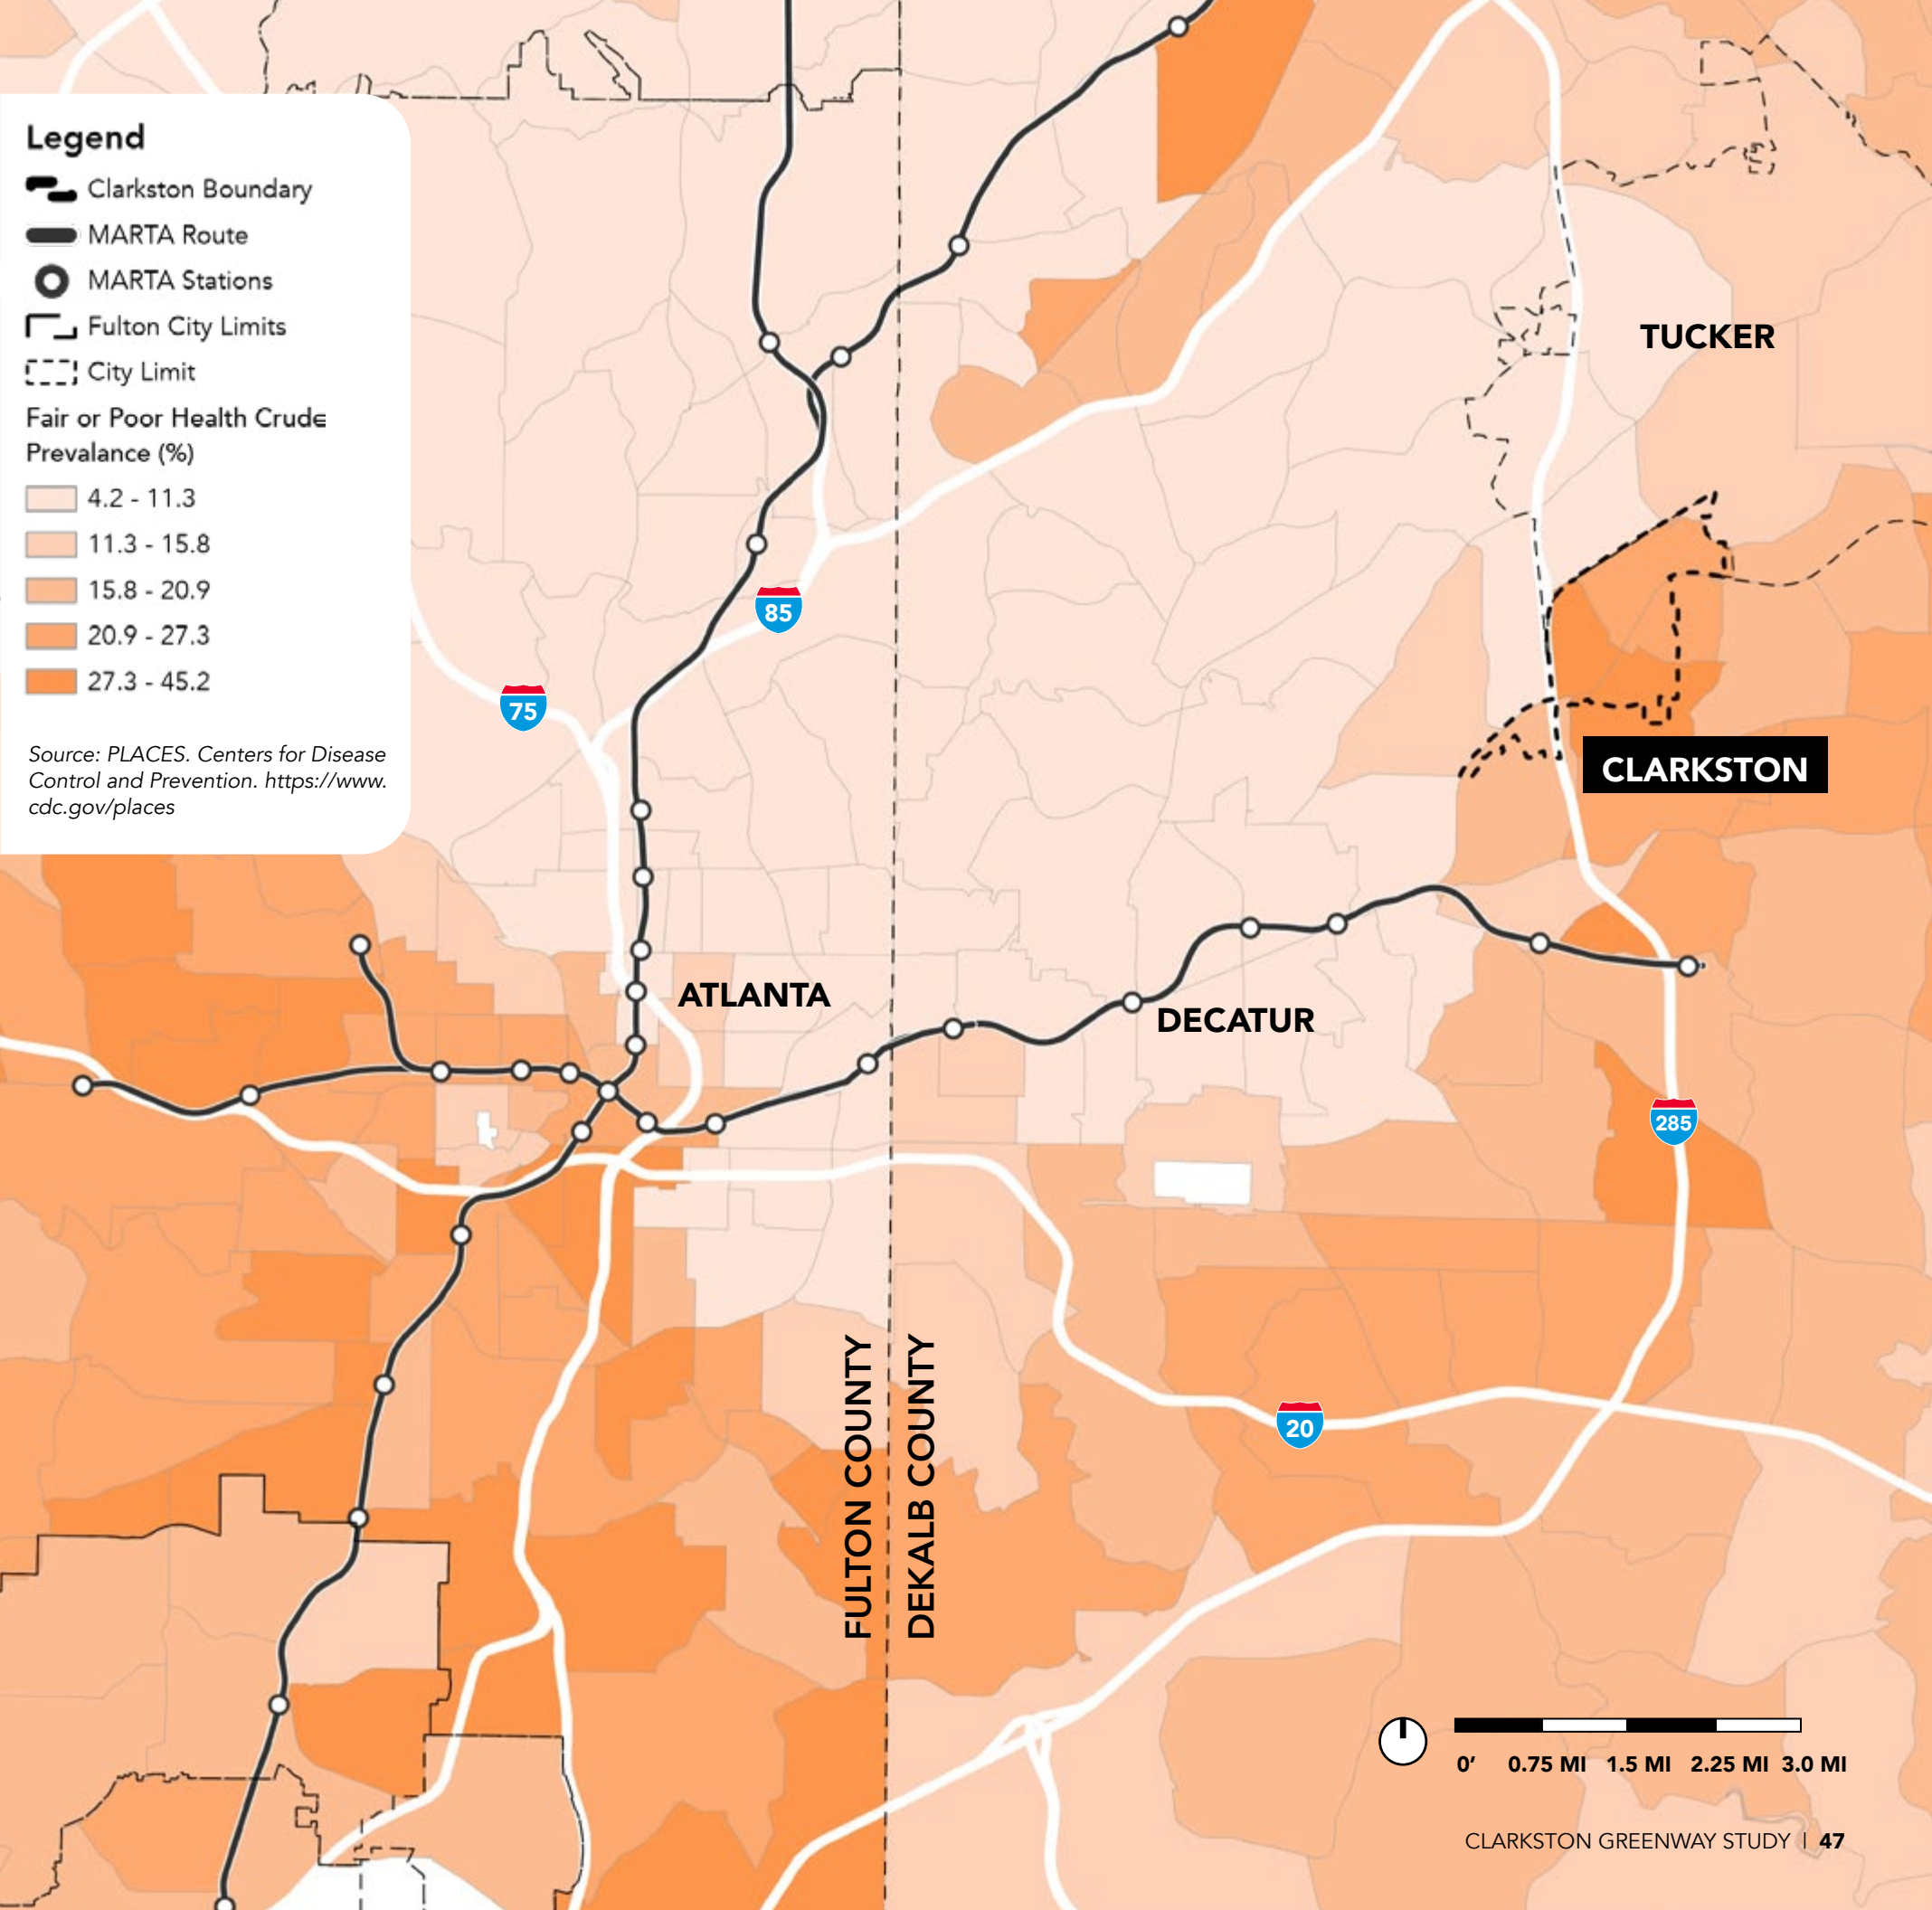 Legend
Clarkston Boundary
MARTA Route
MARTA Stations
Fulton City Limits
City Limit
Fair or Poor Health Crude
Prevalance (%)
4.2 - 11.3
11.3 - 15.8
15.8 - 20.9
20.9 - 27.3
27.3 - 45.2
Source: PLACES. Centers for Disease
Control and Prevention. https://www.
cdc.gov/places
TUCKER
85
75
CLARKSTON
ATLANTA
DECATUR
285
FULTON COUNTY
DEKALB COUNTY
20
0’ 0.75 MI 1.5 MI 2.25 MI 3.0 MI
CLARKSTON GREENWAY STUDY | 47